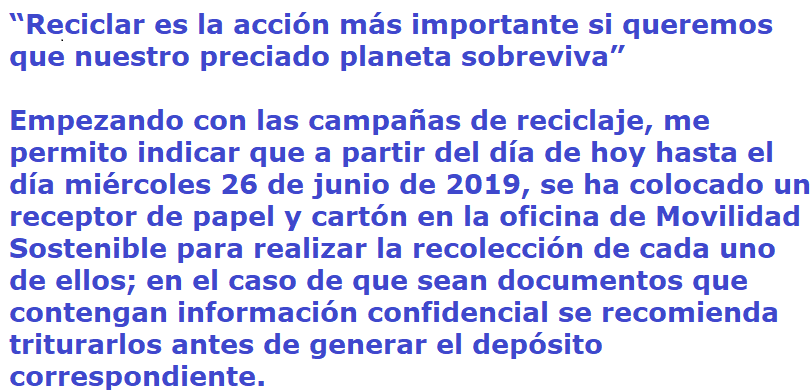 “Reciclar es la acción más importante si queremos
que nuestro preciado planeta sobreviva”
Empezando con las campañas de reciclaje, me
permito indicar que a partir del día de hoy hasta el
día miércoles 26 de junio de 2019, se ha colocado un
receptor de papel y cartón en la oficina de Movilidad
Sostenible para realizar la recolección de cada uno
de ellos; en el caso de que sean documentos que
contengan información confidencial se recomienda
triturarlos antes de generar el depósito
correspondiente.